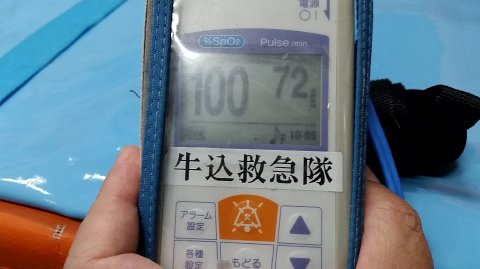 電源
%SpO2 Pulse/min
100 72
牛込救急隊
アラーム
設定
各種
設定
もどる